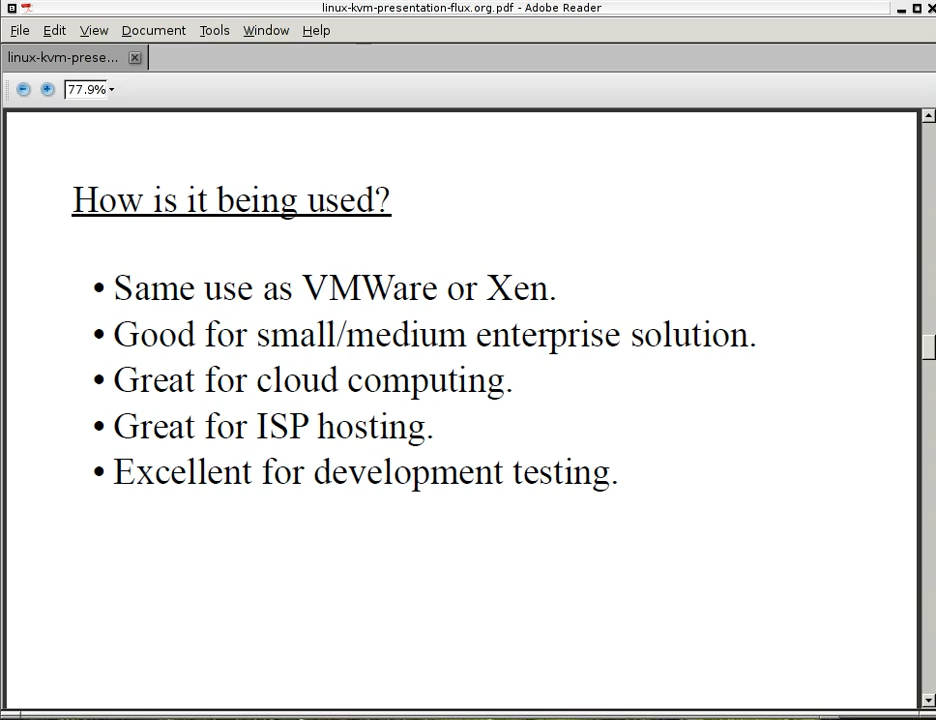 linux-kvm-presentation-flux.org.pdf - Adobe Reader
File Edit View Document Tools Window Help
linux-kvm-prese...
77.9%
How is it being used?
• Same use as VMWare or Xen.
• Good for small/medium enterprise solution.
• Great for cloud computing.
• Great for ISP hosting.
• Excellent for development testing.